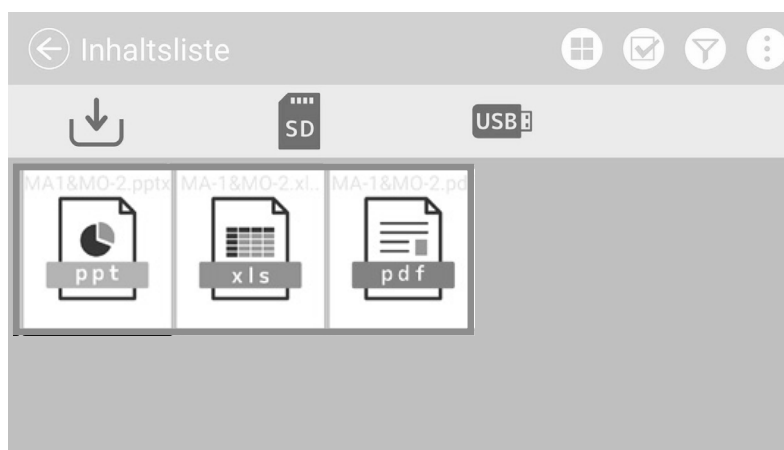 Inhaltsliste
SD
USB
MA1&MO-2.pptx MA-1&MO-2.xl.. MA-1&MO-2.pd
ppt xls pdf